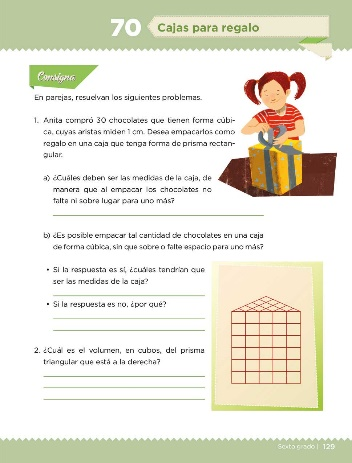 70
Cajas para regalo
Consigna
En parejas, resuelvan los siguientes problemas.
1. Anita compró 30 chocolates que tienen forma cúbi-
ca, cuyas aristas miden 1 cm. Desea empacarlos como
regalo en una caja que tenga forma de prisma rectan-
gular.
a) ¿Cuáles deben ser las medidas de la caja, de
manera que al empacar los chocolates no
falte ni sobre lugar para uno más?
b) ¿Es posible empacar tal cantidad de chocolates en una caja
de forma cúbica, sin que sobre o falte espacio para uno más?
• Si la respuesta es sí, ¿cuáles tendrían que
ser las medidas de la caja?
• Si la respuesta es no, ¿por qué?
2. ¿Cuál es el volumen, en cubos, del prisma
triangular que está a la derecha?
Sexto grado | 129